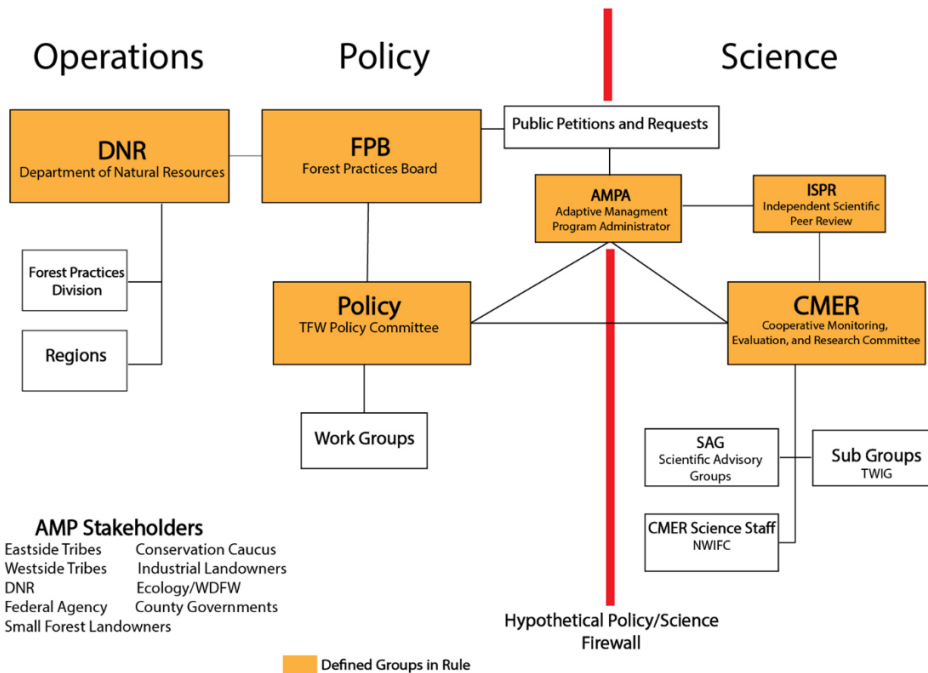 Operations
Policy
Science
DNR
Department of Natural Resources
FPB
Forest Practices Board
Public Petitions and Requests
AMPA
Adaptive Managment
Program Administrator
ISPR
Independent Scientific
Peer Review
Forest Practices
Division
Regions
Policy
TFW Policy Committee
CMER
Cooperative Monitoring,
Evaluation, and Research Committee
Work Groups
SAG
Scientific Advisory
Groups
Sub Groups
TWIG
CMER Science Staff
NWIFC
AMP Stakeholders
Eastside Tribes
Conservation Caucus
Westside Tribes
Industrial Landowners
DNR
Ecology/WDFW
Federal Agency
County Governments
Small Forest Landowners
Hypothetical Policy/Science
Firewall
Defined Groups in Rule